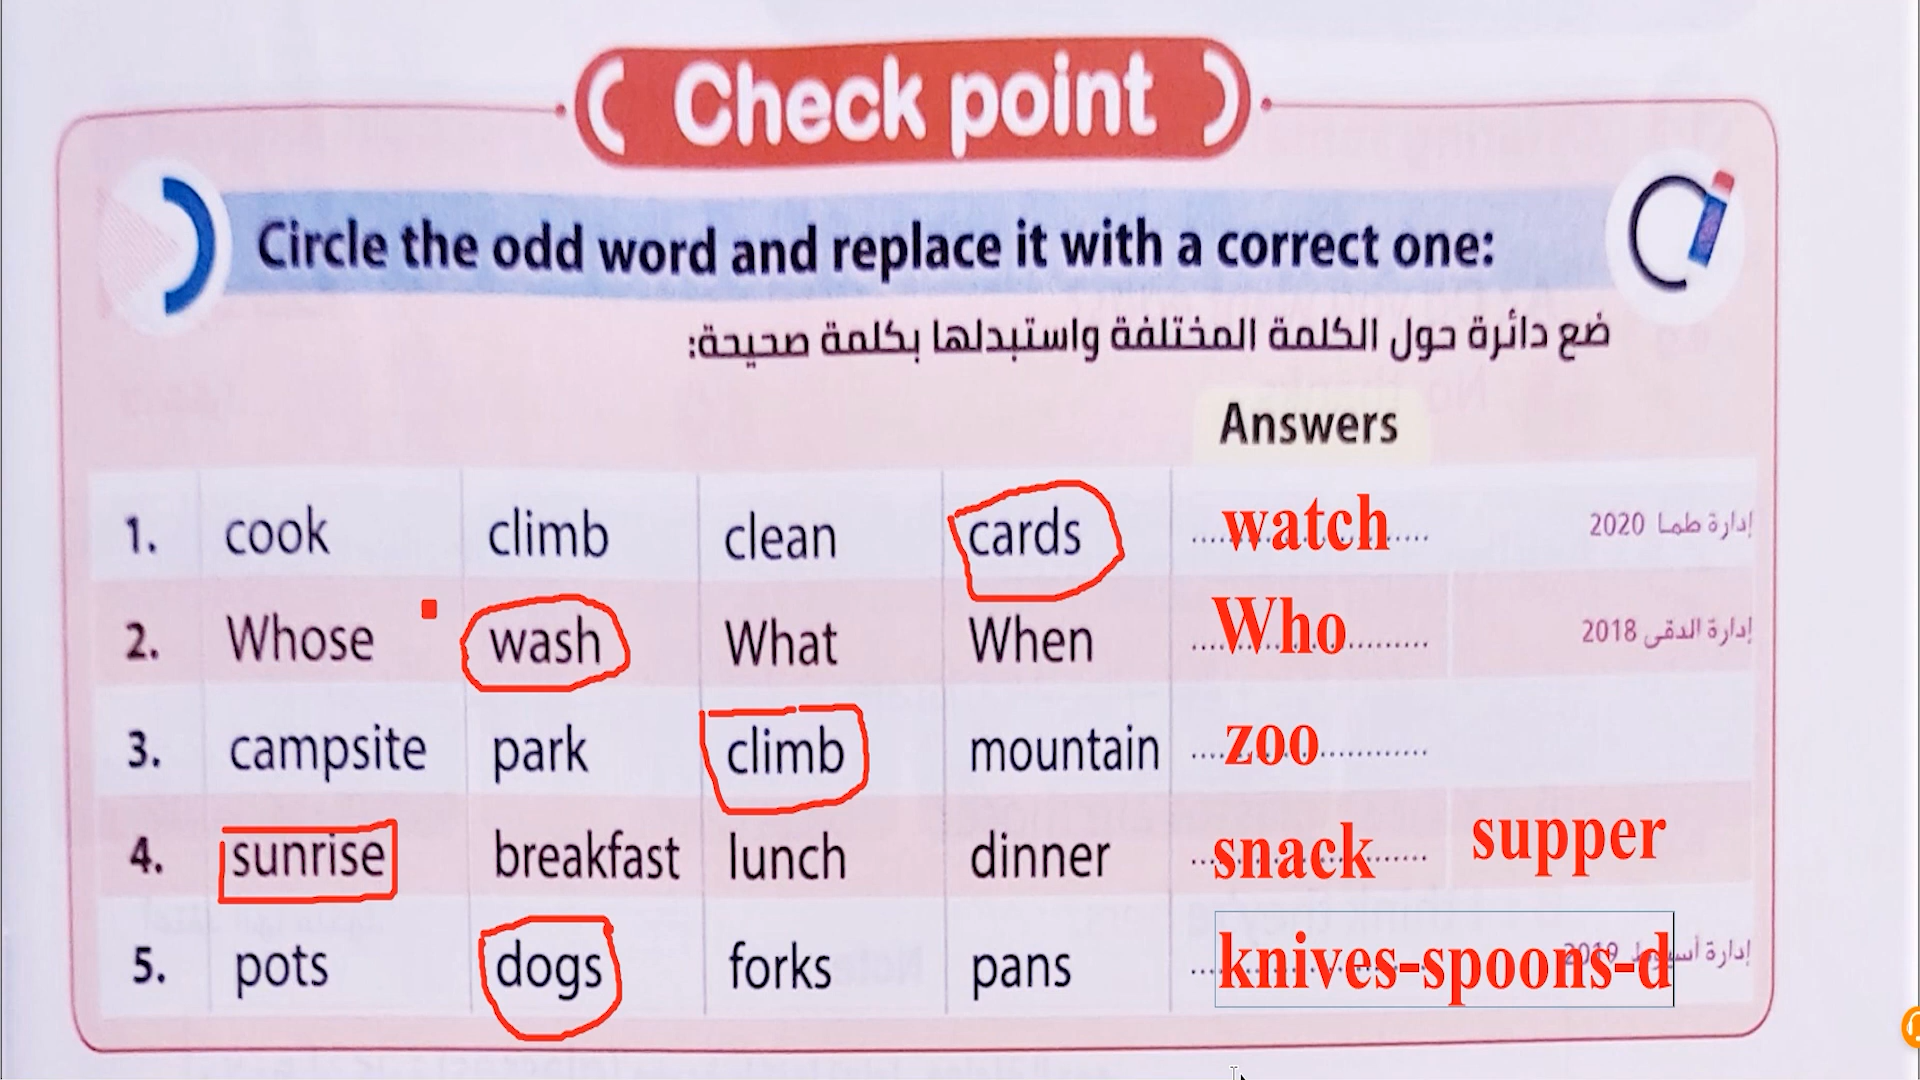 Check point
Circle the odd word and replace it with a correct one:
ضع دائرة حول الكلمة المختلفة واستبدلها بكلمة صحيحة:
Answers
1. cook climb clean cards watch إدارة طما 2020
2. Whose wash What When Who إدارة الدقى 2018
3. campsite park climb mountain zoo
4. sunrise breakfast lunch dinner snack supper
5. pots dogs forks pans knives-spoons-d إدارة 2019